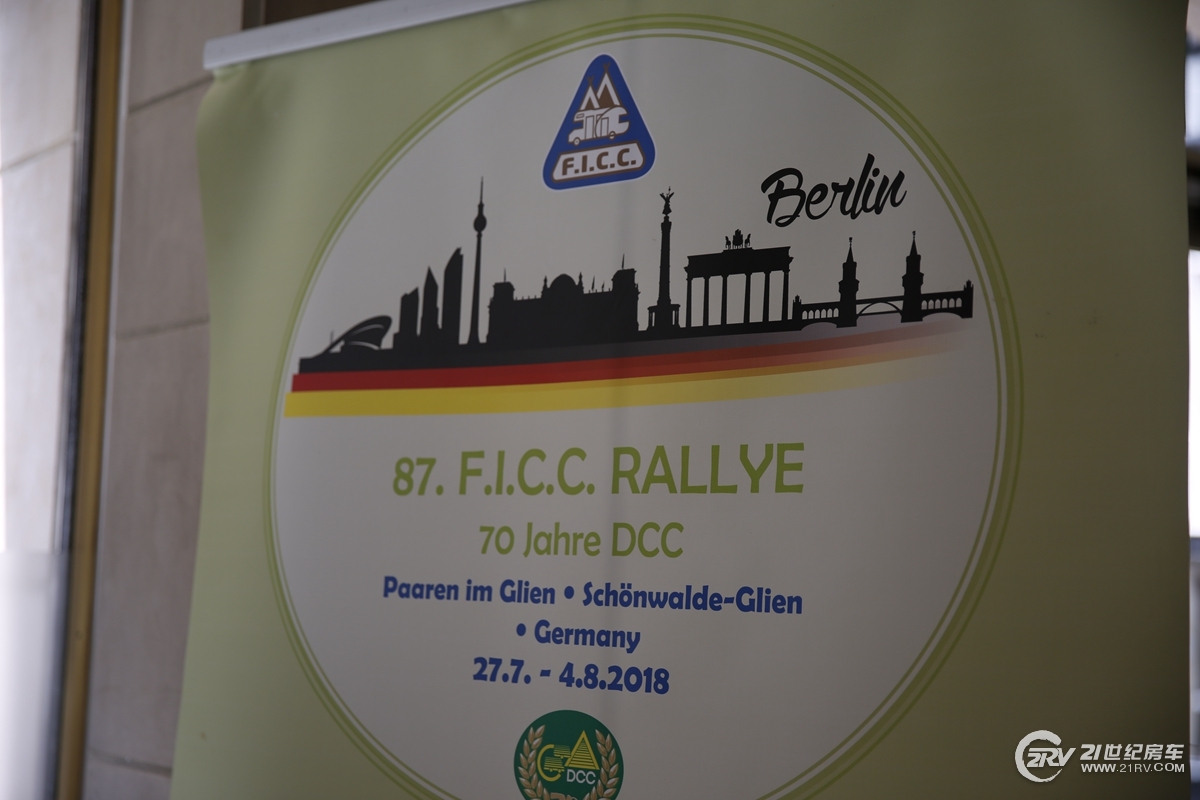 F.I.C.C.
Berlin
87. F.I.C.C. RALLYE
70 Jahre DCC
Paaren im Glien • Schönwalde-Glien
• Germany
27.7. - 4.8.2018
DCC
2RV 21世纪房车
WWW.21RV.COM